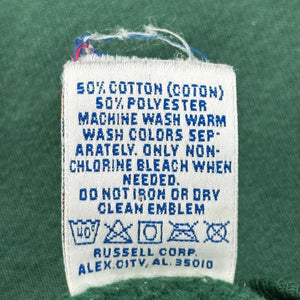 50% COTTON (COTON)
50% POLYESTER
MACHINE WASH WARM
WASH COLORS SEP-
ARATELY. ONLY NON-
CHLORINE BLEACH WHEN
NEEDED.
DO NOT IRON OR DRY
CLEAN EMBLEM
40°
RUSSELL CORP.
ALEX. CITY, AL. 35010